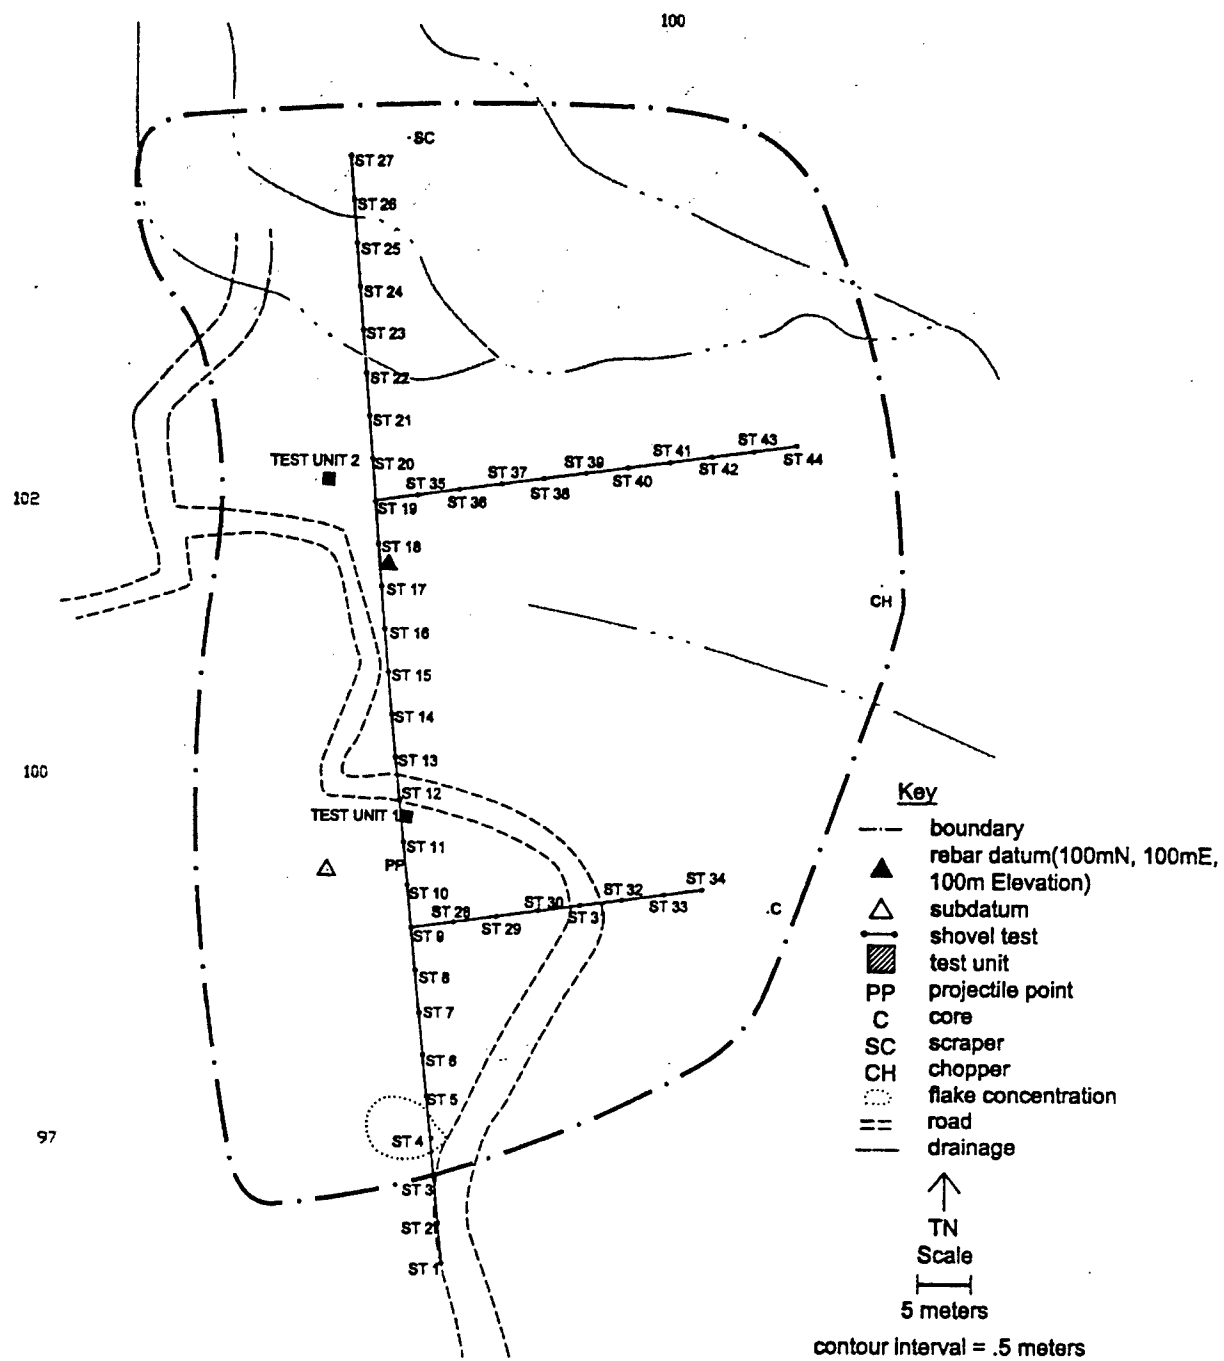 100
SC
ST 27
ST 26
ST 25
ST 24
ST 23
ST 22
ST 21
ST 43
ST 41
ST 44
TEST UNIT 2
ST 20
ST 39
ST 42
ST 37
ST 40
ST 35
ST 38
102
ST 36
ST 19
ST 18
ST 17
CH
ST 16
ST 15
ST 14
ST 13
100
ST 12
TEST UNIT 1
ST 11
PP
ST 10
ST 34
ST 32
ST 30
ST 33
C
ST 28
ST 31
ST 29
ST 9
ST 8
ST 7
ST 6
ST 5
97
ST 4
ST 3
ST 2
ST 1
Key
boundary
rebar datum(100mN, 100mE,
100m Elevation)
subdatum
shovel test
test unit
PP projectile point
C core
SC scraper
CH chopper
flake concentration
road
drainage
TN
Scale
5 meters
contour interval = .5 meters